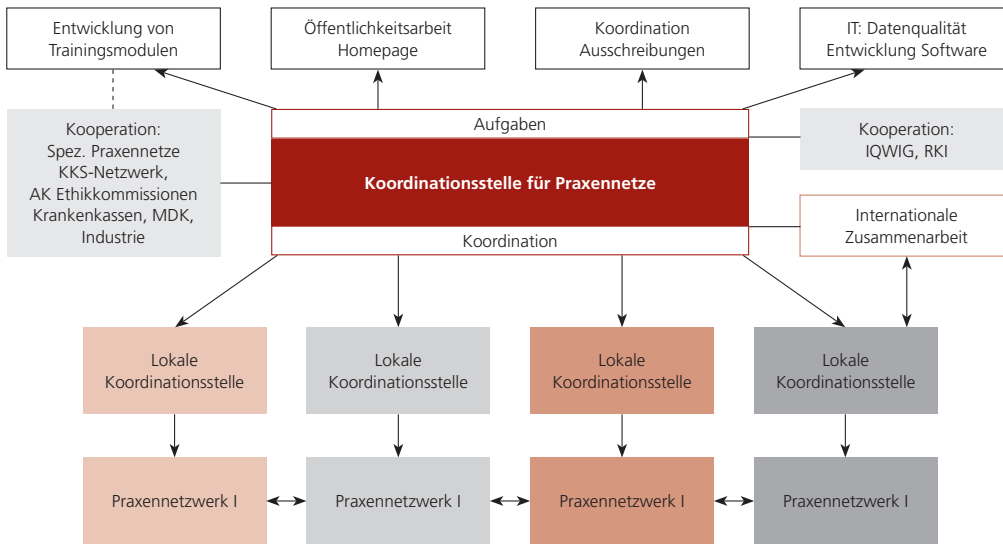 Entwicklung von
Trainingsmodulen
Öffentlichkeitsarbeit
Homepage
Koordination
Ausschreibungen
IT: Datenqualität
Entwicklung Software
Kooperation:
Spez. Praxennetze
KKS-Netzwerk,
AK Ethikkommissionen
Krankenkassen, MDK,
Industrie
Aufgaben
Koordinationsstelle für Praxennetze
Koordination
Kooperation:
IQWIG, RKI
Internationale
Zusammenarbeit
Lokale
Koordinationsstelle
Lokale
Koordinationsstelle
Lokale
Koordinationsstelle
Lokale
Koordinationsstelle
Praxennetzwerk I
Praxennetzwerk I
Praxennetzwerk I
Praxennetzwerk I